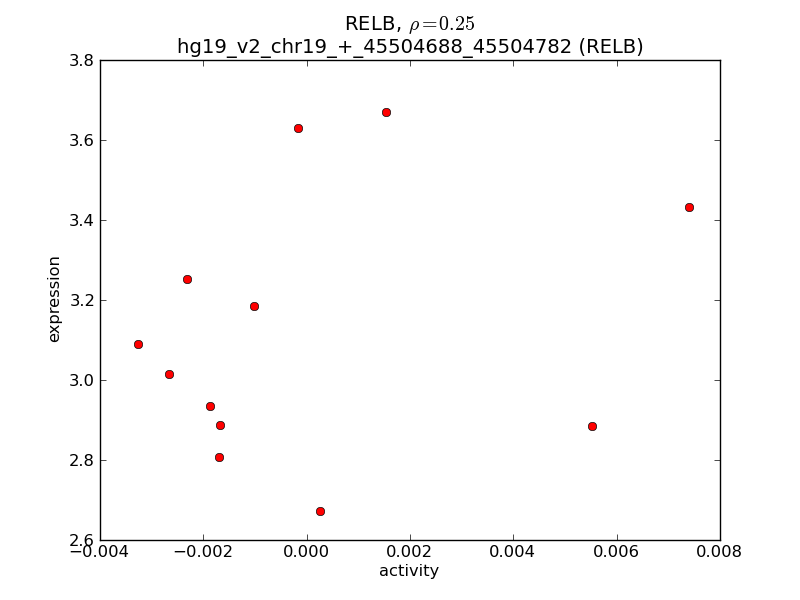 RELB, ρ=0.25
hg19_v2_chr19_+_45504688_45504782 (RELB)
3.8
3.6
3.4
3.2
3.0
2.8
2.6
expression
−0.004 −0.002 0.000 0.002 0.004 0.006 0.008
activity